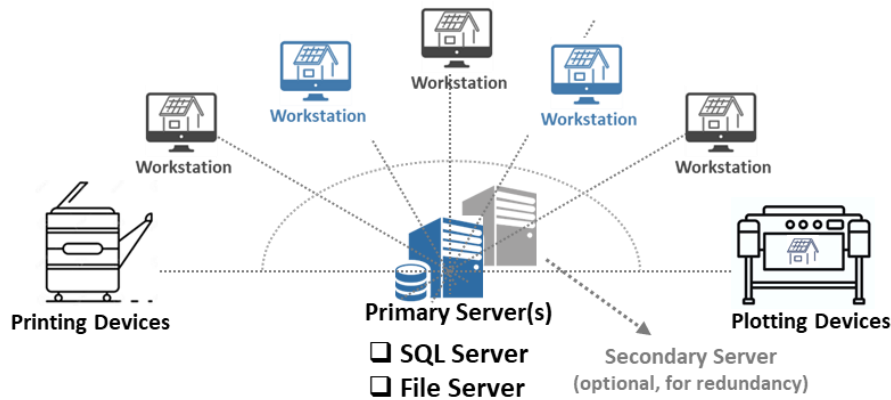 Workstation
Workstation
Workstation
Workstation
Workstation
Printing Devices
Primary Server(s)
Plotting Devices
SQL Server
File Server
Secondary Server
(optional, for redundancy)